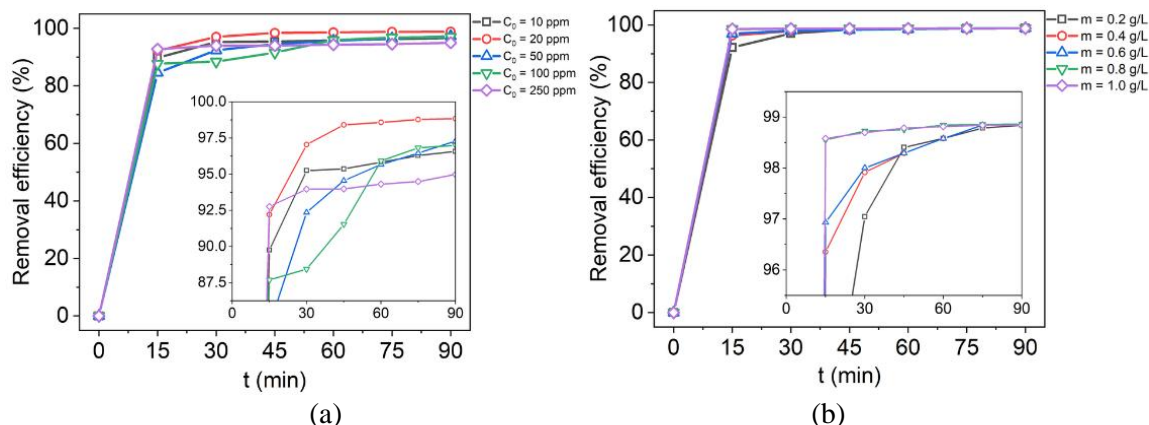 Removal efficiency (%)
100
80
60
40
20
0
0 15 30 45 60 75 90
t (min)
C₀ = 10 ppm
C₀ = 20 ppm
C₀ = 50 ppm
C₀ = 100 ppm
C₀ = 250 ppm
100.0
97.5
95.0
92.5
90.0
87.5
0 30 60 90
(a)
Removal efficiency (%)
100
80
60
40
20
0
0 15 30 45 60 75 90
t (min)
m = 0.2 g/L
m = 0.4 g/L
m = 0.6 g/L
m = 0.8 g/L
m = 1.0 g/L
99
98
97
96
0 30 60 90
(b)